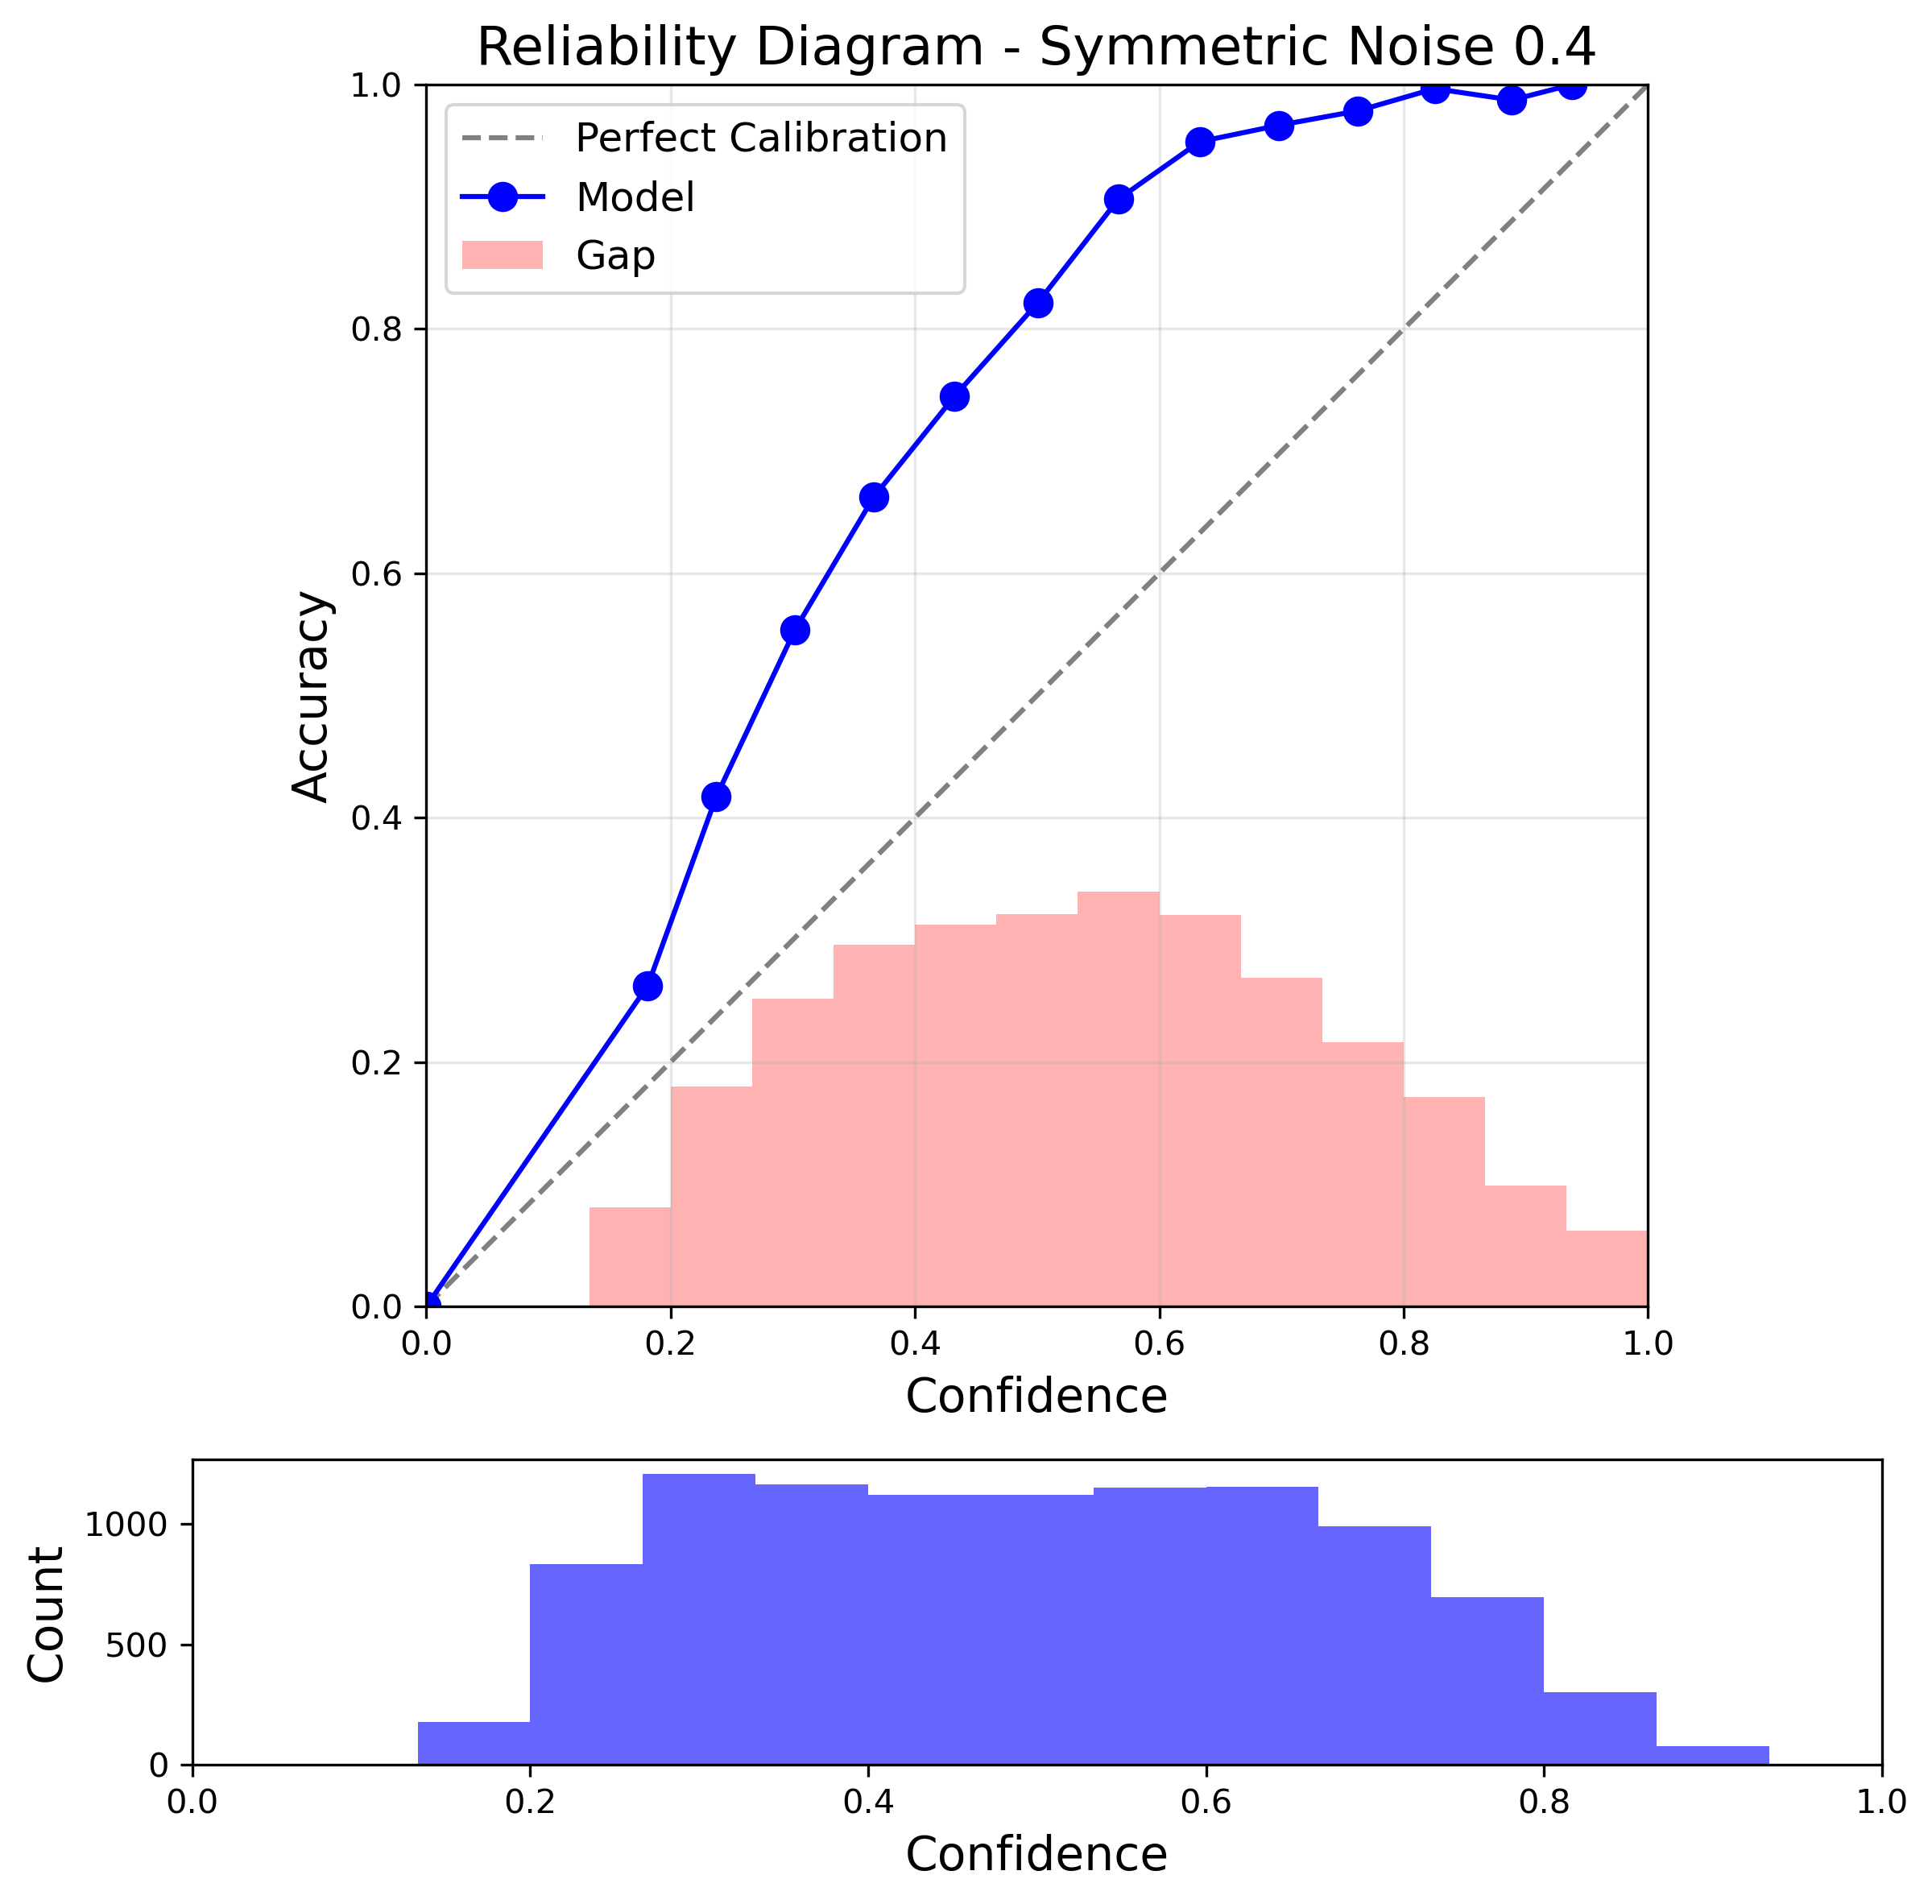 Reliability Diagram - Symmetric Noise 0.4
Perfect Calibration
Model
Gap
1.0
0.8
0.6
0.4
0.2
0.0
Accuracy
0.0 0.2 0.4 0.6 0.8 1.0
Confidence
1000
500
0
Count
0.0 0.2 0.4 0.6 0.8 1.0
Confidence